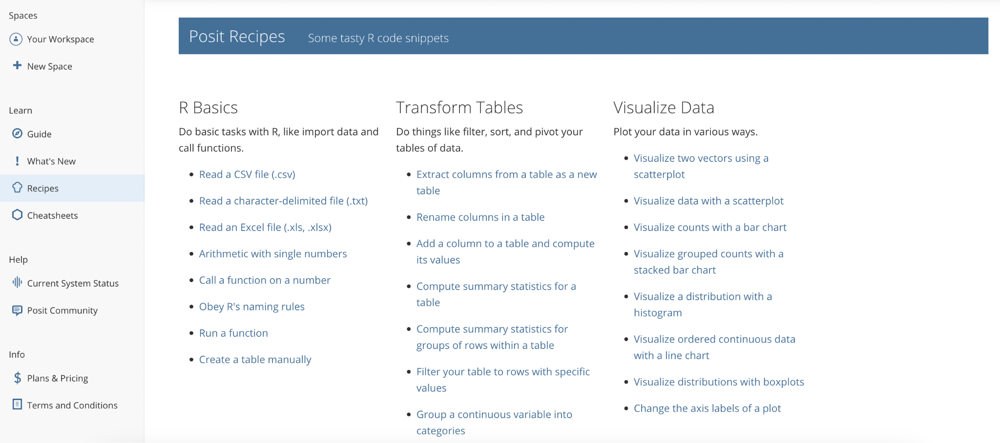 Spaces
Your Workspace
New Space
Learn
Guide
What's New
Recipes
Cheatsheets
Help
Current System Status
Posit Community
Info
Plans & Pricing
Terms and Conditions
Posit Recipes Some tasty R code snippets
R Basics
Do basic tasks with R, like import data and
call functions.
Read a CSV file (.csv)
Read a character-delimited file (.txt)
Read an Excel file (.xls, .xlsx)
Arithmetic with single numbers
Call a function on a number
Obey R's naming rules
Run a function
Create a table manually
Transform Tables
Do things like filter, sort, and pivot your
tables of data.
Extract columns from a table as a new
table
Rename columns in a table
Add a column to a table and compute
its values
Compute summary statistics for a
table
Compute summary statistics for
groups of rows within a table
Filter your table to rows with specific
values
Group a continuous variable into
categories
Visualize Data
Plot your data in various ways.
Visualize two vectors using a
scatterplot
Visualize data with a scatterplot
Visualize counts with a bar chart
Visualize grouped counts with a
stacked bar chart
Visualize a distribution with a
histogram
Visualize ordered continuous data
with a line chart
Visualize distributions with boxplots
Change the axis labels of a plot